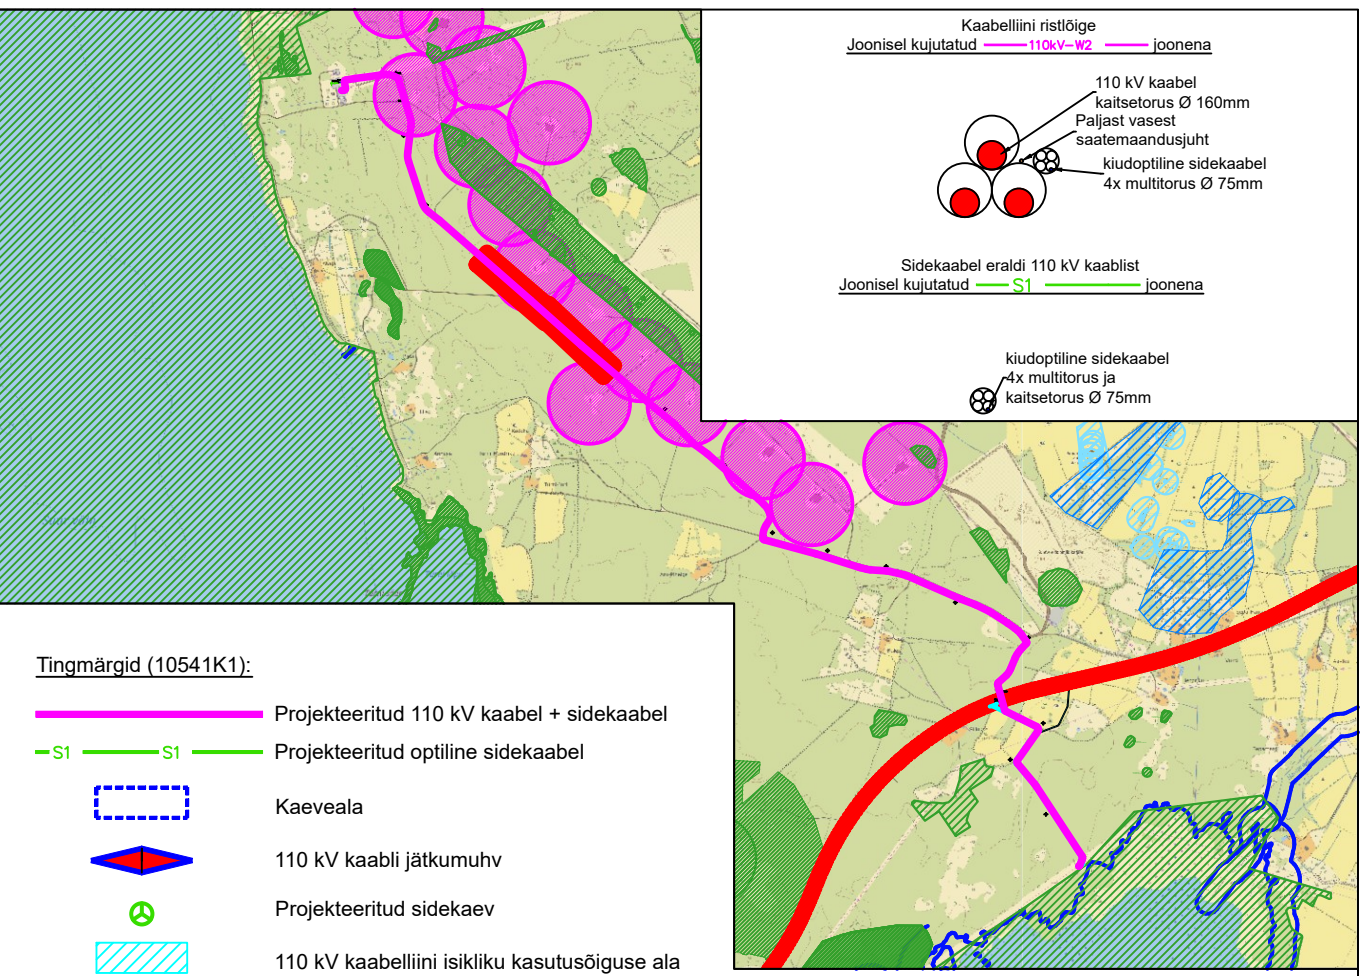 Kaabelliini ristlõige
Joonisel kujutatud 110kV-W2 joonena
110 kV kaabel
kaitsetorus Ø 160mm
Paljast vasest
saatemaandusjuht
kiudoptiline sidekaabel
4x multitorus Ø 75mm
Sidekaabel eraldi 110 kV kaablist
Joonisel kujutatud S1 joonena
kiudoptiline sidekaabel
4x multitorus ja
kaitsetorus Ø 75mm
Tingmärgid (10541K1):
Projekteeritud 110 kV kaabel + sidekaabel
S1 S1 Projekteeritud optiline sidekaabel
Kaeveala
110 kV kaabli jätkumuhv
Projekteeritud sidekaev
110 kV kaabelliini isikliku kasutusõiguse ala